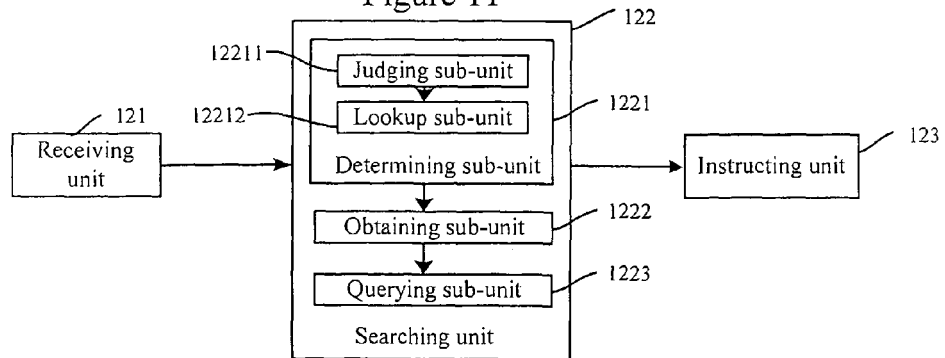 Figure 11
122
12211
Judging sub-unit
12212
Lookup sub-unit
1221
121
Receiving
unit
Determining sub-unit
123
Instructing unit
1222
Obtaining sub-unit
1223
Querying sub-unit
Searching unit